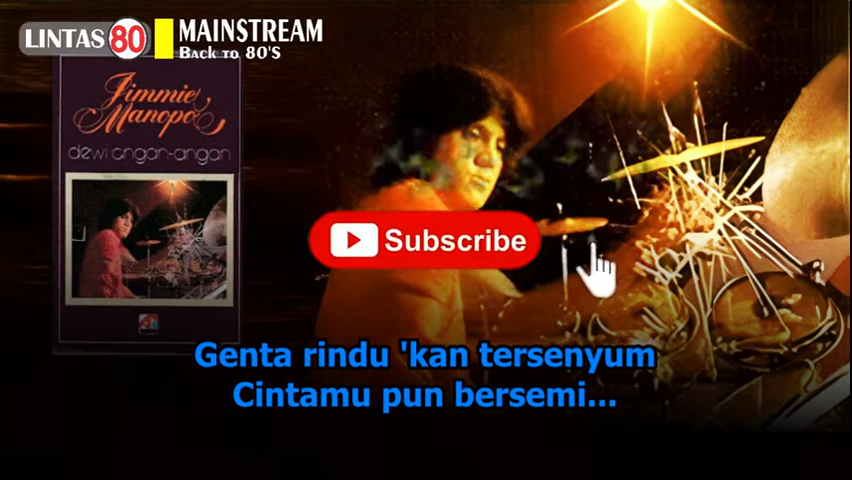 LINTAS 80
MAINSTREAM
BACK TO 80'S
Jimmie
Manopo
dewi angan-angan
Subscribe
Genta rindu 'kan tersenyum
Cintamu pun bersemi...